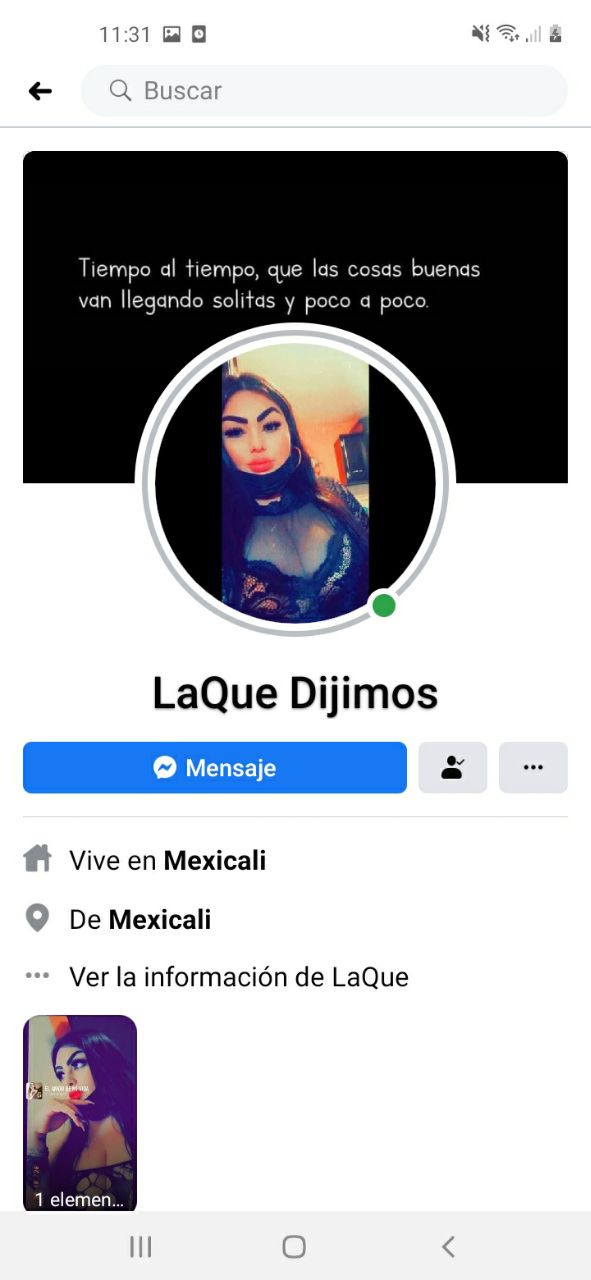 11:31
Buscar
Tiempo al tiempo, que las cosas buenas
van llegando solitas y poco a poco.
LaQue Dijimos
Mensaje
Vive en Mexicali
De Mexicali
Ver la información de LaQue
1 elemen...